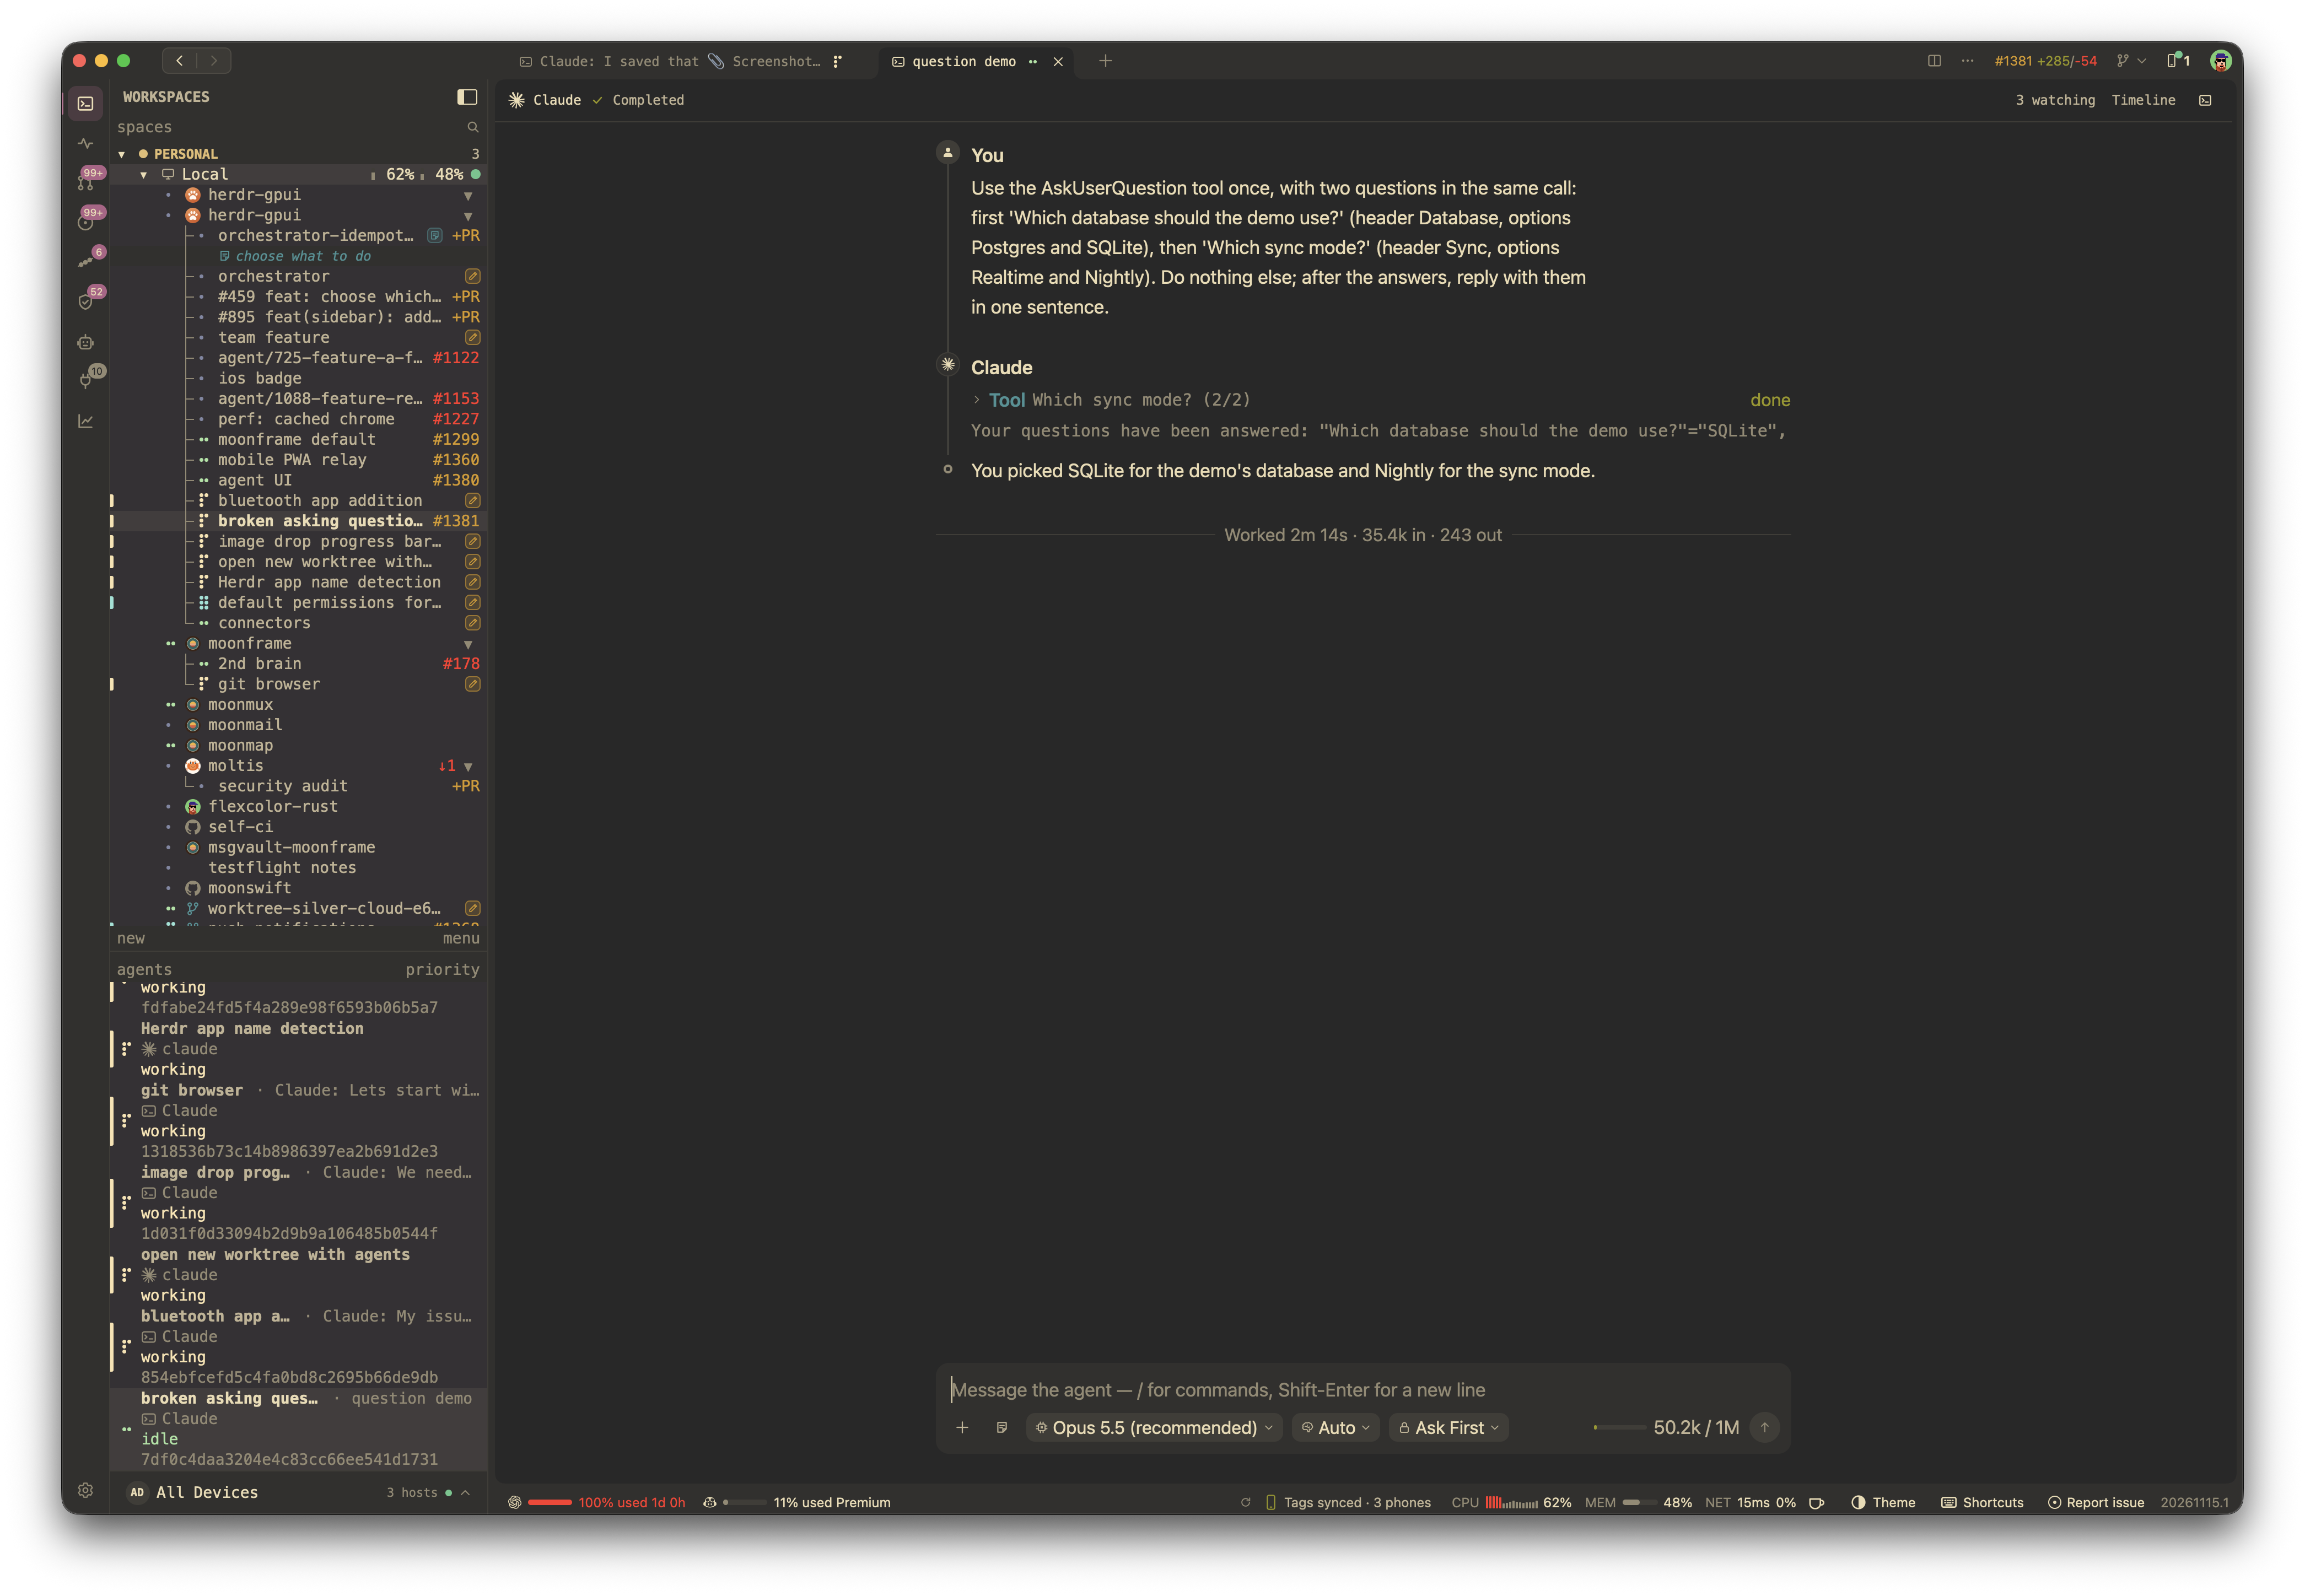 Claude: I saved that 📎 Screenshot…
question demo
#1381 +285/-54
1
WORKSPACES
spaces
PERSONAL 3
Local 62% 48%
99+
herdr-gpui
herdr-gpui
99+
orchestrator-idempot… +PR
choose what to do
6
orchestrator
#459 feat: choose which… +PR
52
#895 feat(sidebar): add… +PR
team feature
agent/725-feature-a-f… #1122
10
ios badge
agent/1088-feature-re… #1153
perf: cached chrome #1227
moonframe default #1299
mobile PWA relay #1360
agent UI #1380
bluetooth app addition
broken asking questio… #1381
image drop progress bar…
open new worktree with…
Herdr app name detection
default permissions for…
connectors
moonframe
2nd brain #178
git browser
moonmux
moonmail
moonmap
moltis ↓1
security audit +PR
flexcolor-rust
self-ci
msgvault-moonframe
testflight notes
moonswift
worktree-silver-cloud-e6…
new menu
agents priority
working
fdfabe24fd5f4a289e98f6593b06b5a7
Herdr app name detection
claude
working
git browser · Claude: Lets start wi…
Claude
working
1318536b73c14b8986397ea2b691d2e3
image drop prog… · Claude: We need…
Claude
working
1d031f0d33094b2d9b9a106485b0544f
open new worktree with agents
claude
working
bluetooth app a… · Claude: My issu…
Claude
working
854ebfcefd5c4fa0bd8c2695b66de9db
broken asking ques… · question demo
Claude
idle
7df0c4daa3204e4c83cc66ee541d1731
AD All Devices 3 hosts
Claude ✓ Completed
3 watching Timeline
You
Use the AskUserQuestion tool once, with two questions in the same call:
first 'Which database should the demo use?' (header Database, options
Postgres and SQLite), then 'Which sync mode?' (header Sync, options
Realtime and Nightly). Do nothing else; after the answers, reply with them
in one sentence.
Claude
Tool Which sync mode? (2/2) done
Your questions have been answered: "Which database should the demo use?"="SQLite",
You picked SQLite for the demo's database and Nightly for the sync mode.
Worked 2m 14s · 35.4k in · 243 out
Message the agent — / for commands, Shift-Enter for a new line
Opus 5.5 (recommended) Auto Ask First 50.2k / 1M
100% used 1d 0h 11% used Premium Tags synced · 3 phones CPU 62% MEM 48% NET 15ms 0% Theme Shortcuts Report issue 20261115.1